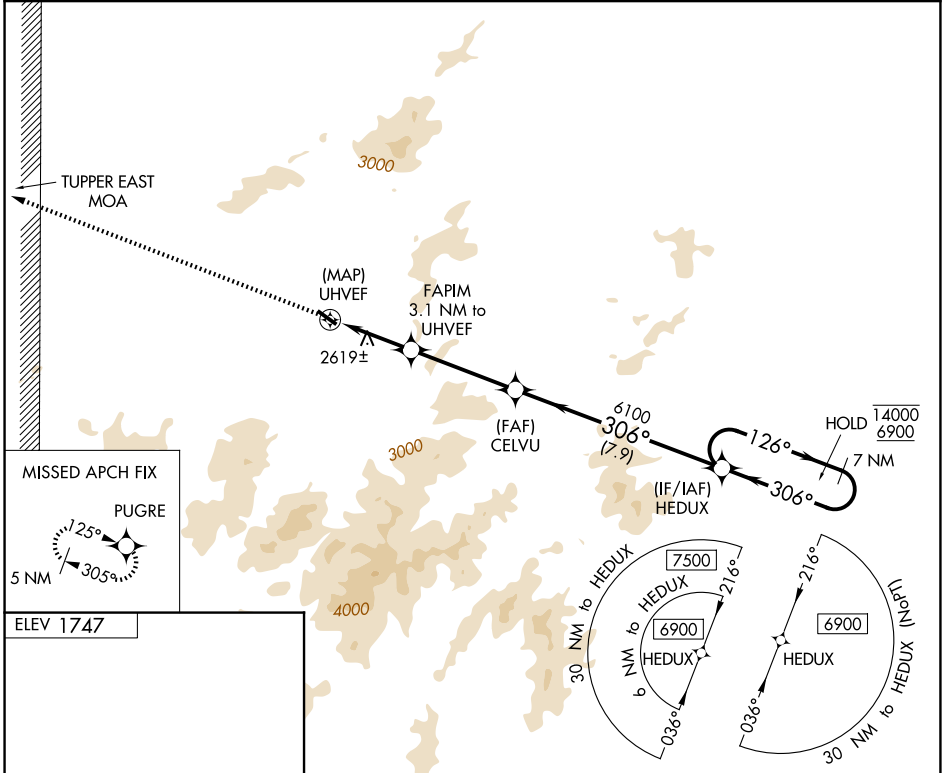 3000
TUPPER EAST
MOA
(MAP)
UHVEF
FAPIM
3.1 NM to
UHVEF
2619±
(FAF)
CELVU
6100
306°
(7.9)
HOLD
14000
6900
126°
7 NM
306°
(IF/IAF)
HEDUX
3000
4000
MISSED APCH FIX
PUGRE
125°
305°
5 NM
ELEV 1747
30 NM to HEDUX
7500
216°
6 NM to HEDUX
6900
HEDUX
036°
216°
6900
HEDUX
036°
30 NM to HEDUX (NoPT)